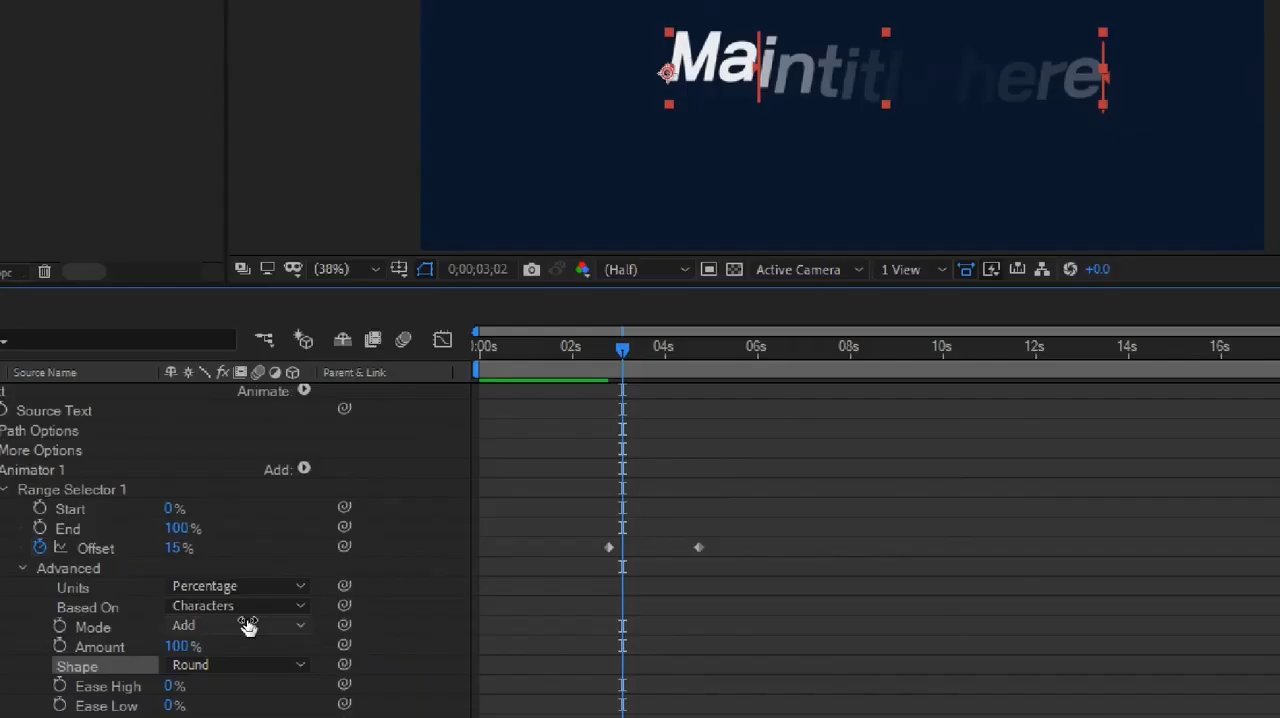 Maintitle here
pc
(38%)
0;00;03;02
(Half)
Active Camera
1 View
+0.0
:00s 02s 04s 06s 08s 10s 12s 14s 16s
Source Name
Parent & Link
t
Animate:
Source Text
Path Options
More Options
Animator 1
Add:
Range Selector 1
Start 0%
End 100%
Offset 15%
Advanced
Units Percentage
Based On Characters
Mode Add
Amount 100%
Shape Round
Ease High 0%
Ease Low 0%